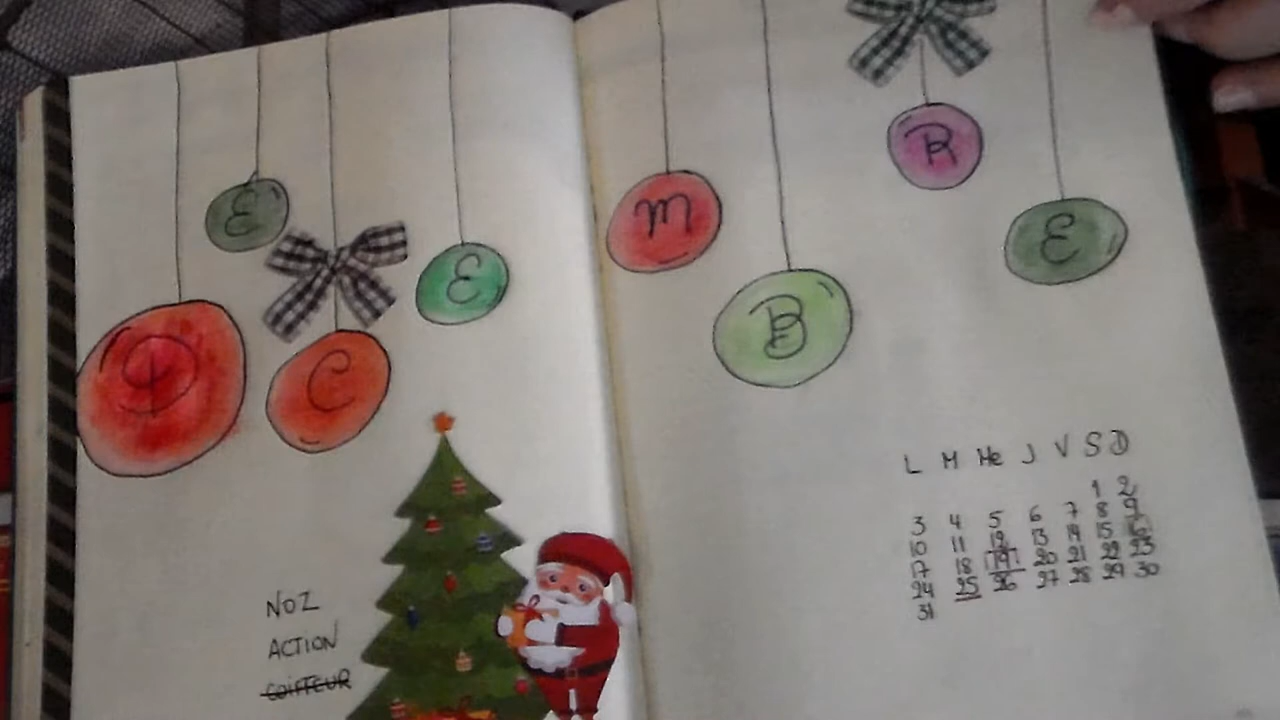 D E C E M B R E
NOZ
ACTION
COIFFEUR
L M Me J V S D
1 2
3 4 5 6 7 8 9
10 11 12 13 14 15 16
17 18 19 20 21 22 23
24 25 26 27 28 29 30
31